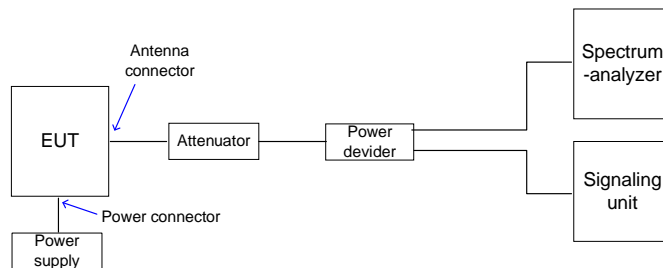 Antenna
connector
EUT
Attenuator
Power
devider
Spectrum
-analyzer
Signaling
unit
Power connector
Power
supply